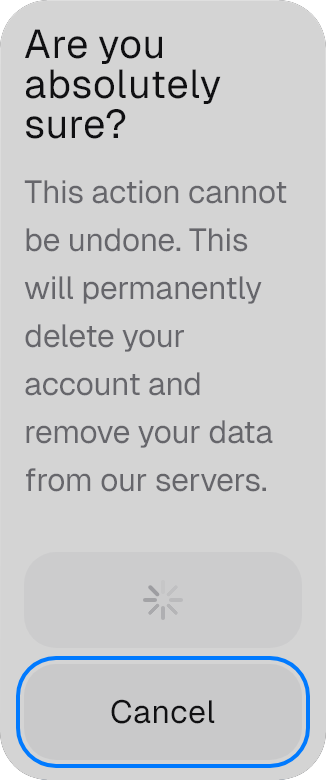 Are you
absolutely
sure?
This action cannot
be undone. This
will permanently
delete your
account and
remove your data
from our servers.
Cancel